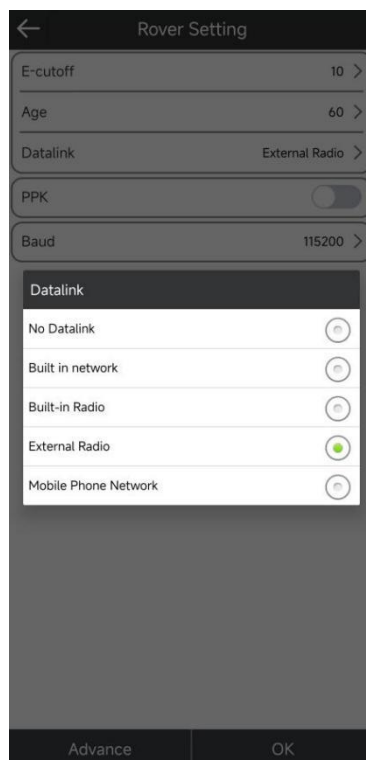 Rover Setting
E-cutoff 10
Age 60
Datalink External Radio
PPK
Baud 115200
Datalink
No Datalink
Built in network
Built-in Radio
External Radio
Mobile Phone Network
Advance OK